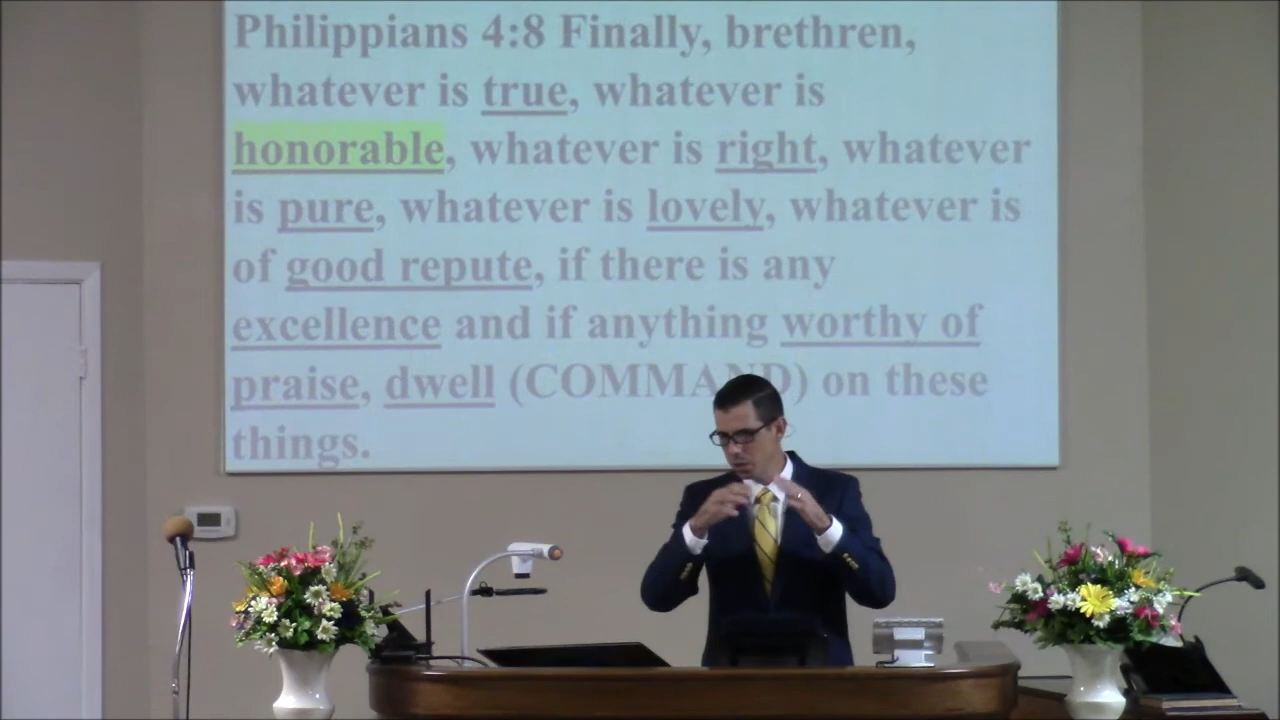 Philippians 4:8 Finally, brethren,
whatever is true, whatever is
honorable, whatever is right, whatever
is pure, whatever is lovely, whatever is
of good repute, if there is any
excellence and if anything worthy of
praise, dwell (COMMAND) on these
things.